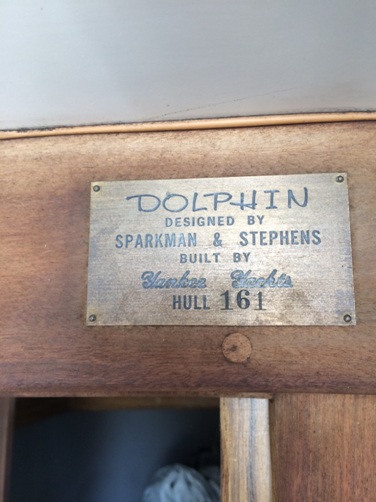 DOLPHIN
DESIGNED BY
SPARKMAN & STEPHENS
BUILT BY
Yankee Yachts
HULL 161